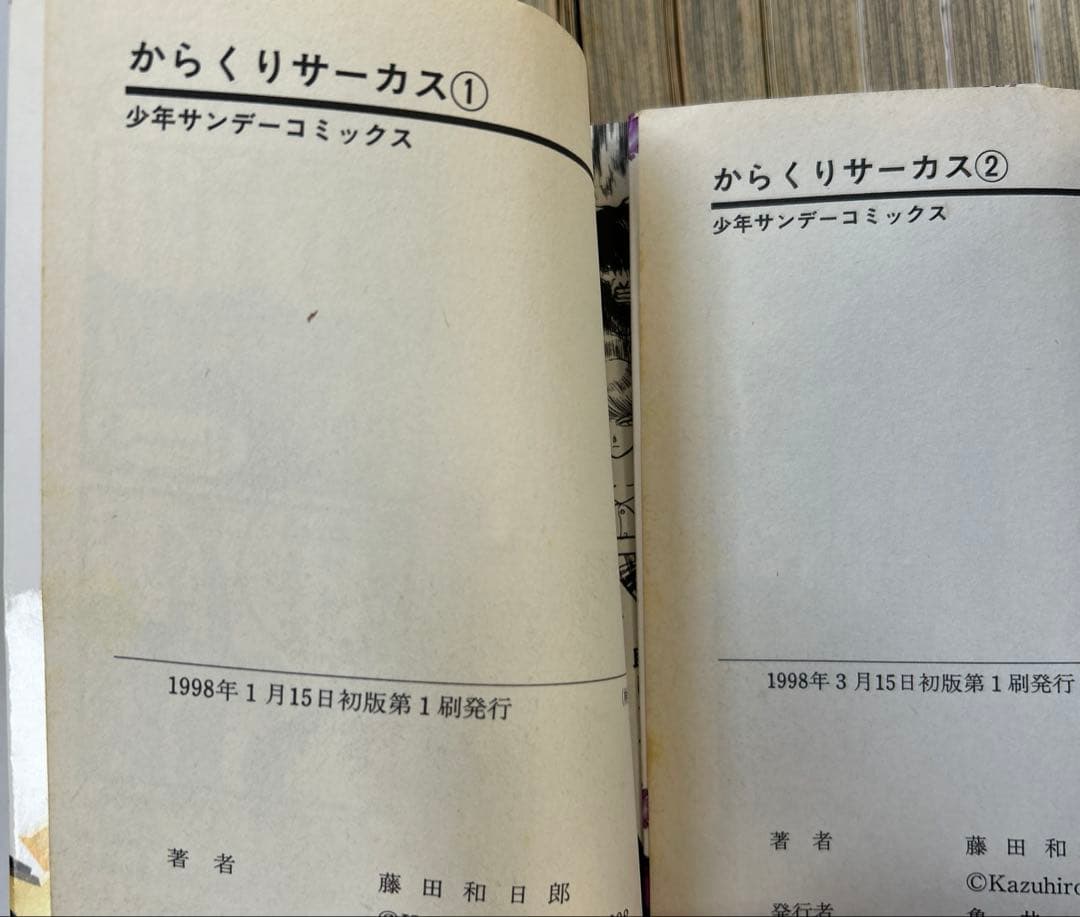 からくりサーカス①
少年サンデーコミックス
1998年1月15日初版第1刷発行
著者 藤田和日郎
からくりサーカス②
少年サンデーコミックス
1998年3月15日初版第1刷発行
著者 藤田和
©Kazuhiro
発行者 亀井